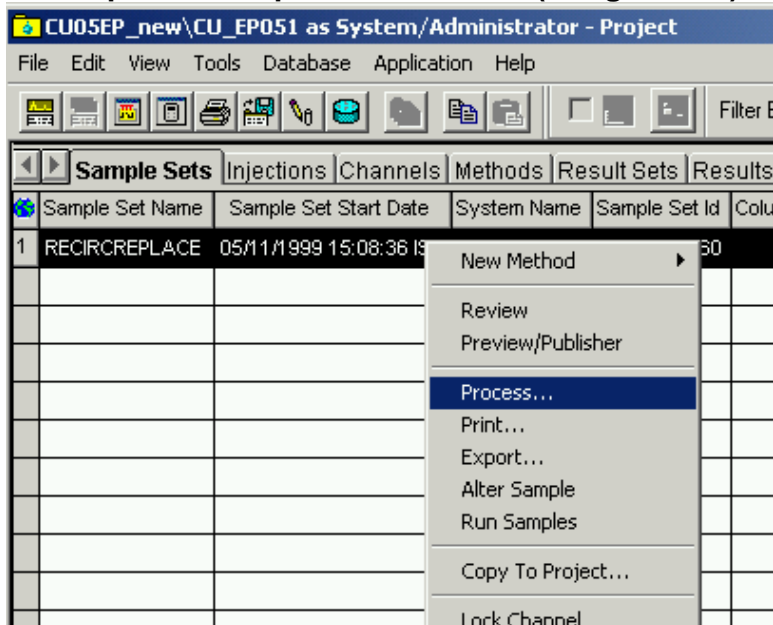 CU05EP_new\CU_EP051 as System/Administrator - Project
File Edit View Tools Database Application Help
Filter
Sample Sets Injections Channels Methods Result Sets Results
Sample Set Name Sample Set Start Date System Name Sample Set Id
1 RECIRCREPLACE 05/11/1999 15:08:36
New Method
Review
Preview/Publisher
Process...
Print...
Export...
Alter Sample
Run Samples
Copy To Project...
Lock Channel